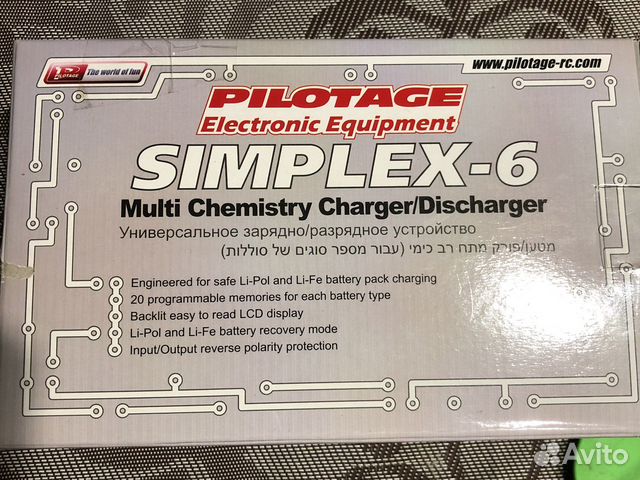 PILOTAGE The world of fun
www.pilotage-rc.com
PILOTAGE
Electronic Equipment
SIMPLEX-6
Multi Chemistry Charger/Discharger
Универсальное зарядно/разрядное устройство
מטען/פורק מתח רב כימי (עבור מספר סוגים של סוללות)
Engineered for safe Li-Pol and Li-Fe battery pack charging
20 programmable memories for each battery type
Backlit easy to read LCD display
Li-Pol and Li-Fe battery recovery mode
Input/Output reverse polarity protection
Avito